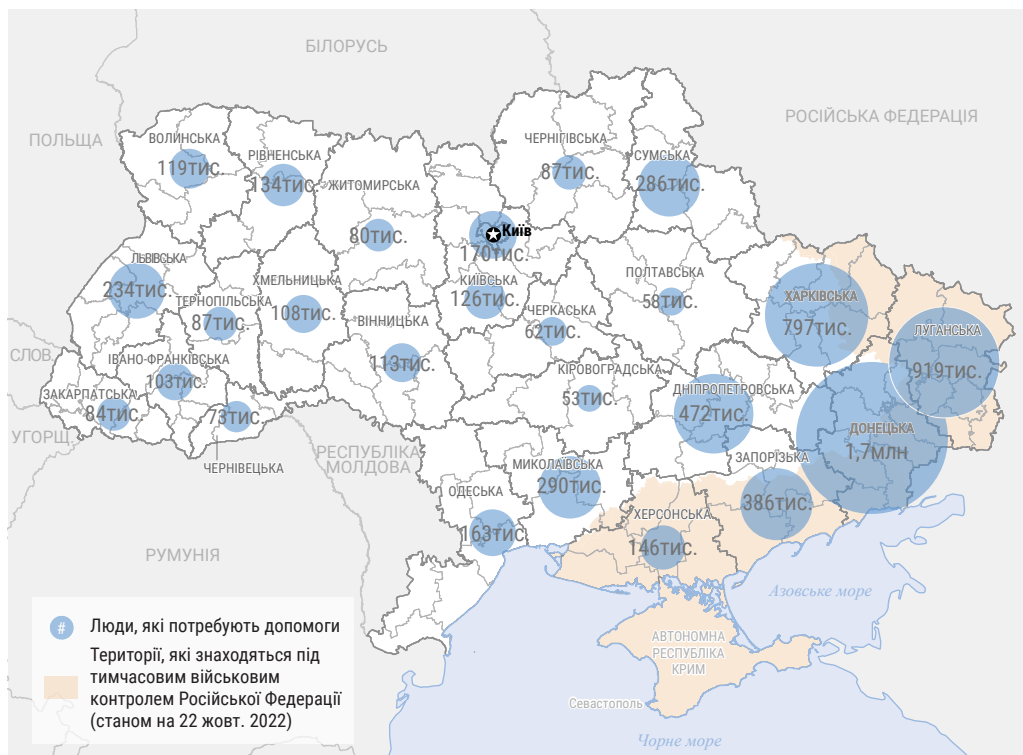 БІЛОРУСЬ
РОСІЙСЬКА ФЕДЕРАЦІЯ
ПОЛЬЩА
ВОЛИНСЬКА
119тис.
РІВНЕНСЬКА
134тис.
ЖИТОМИРСЬКА
80тис.
ЧЕРНІГІВСЬКА
87тис.
СУМСЬКА
286тис.
Київ
170тис.
КИЇВСЬКА
126тис.
ЛЬВІВСЬКА
234тис.
ТЕРНОПІЛЬСЬКА
87тис.
ХМЕЛЬНИЦЬКА
108тис.
ВІННИЦЬКА
113тис.
ЧЕРКАСЬКА
62тис.
ПОЛТАВСЬКА
58тис.
ХАРКІВСЬКА
797тис.
ЛУГАНСЬКА
919тис.
СЛОВ.
ІВАНО-ФРАНКІВСЬКА
103тис.
ЗАКАРПАТСЬКА
84тис.
73тис.
ЧЕРНІВЕЦЬКА
УГОРЩ.
КІРОВОГРАДСЬКА
53тис.
ДНІПРОПЕТРОВСЬКА
472тис.
ДОНЕЦЬКА
1,7млн
РЕСПУБЛІКА
МОЛДОВА
МИКОЛАЇВСЬКА
290тис.
ЗАПОРІЗЬКА
386тис.
ОДЕСЬКА
163тис.
ХЕРСОНСЬКА
146тис.
РУМУНІЯ
Азовське море
АВТОНОМНА
РЕСПУБЛІКА
КРИМ
Севастополь
Чорне море
# Люди, які потребують допомоги
Території, які знаходяться під
тимчасовим військовим
контролем Російської Федерації
(станом на 22 жовт. 2022)